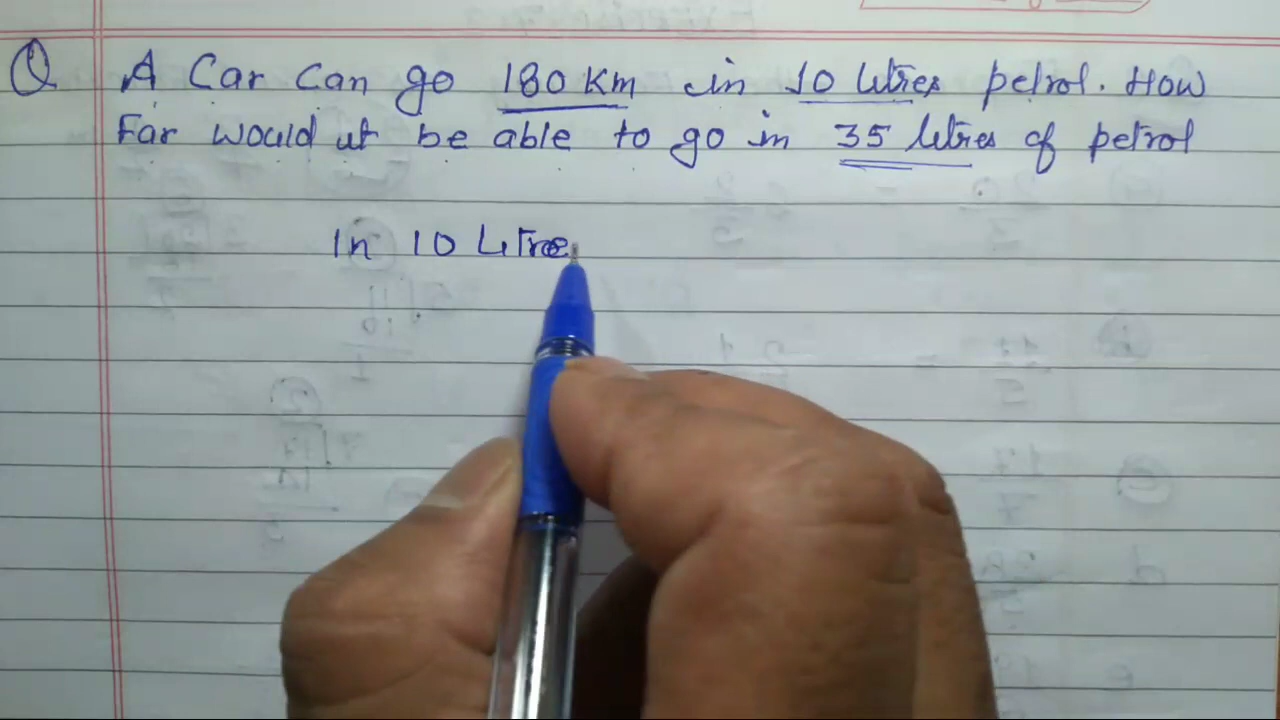 Q A Car Can go 180 Km in 10 litres petrol. How
Far would it be able to go in 35 litres of petrol
In 10 Litre